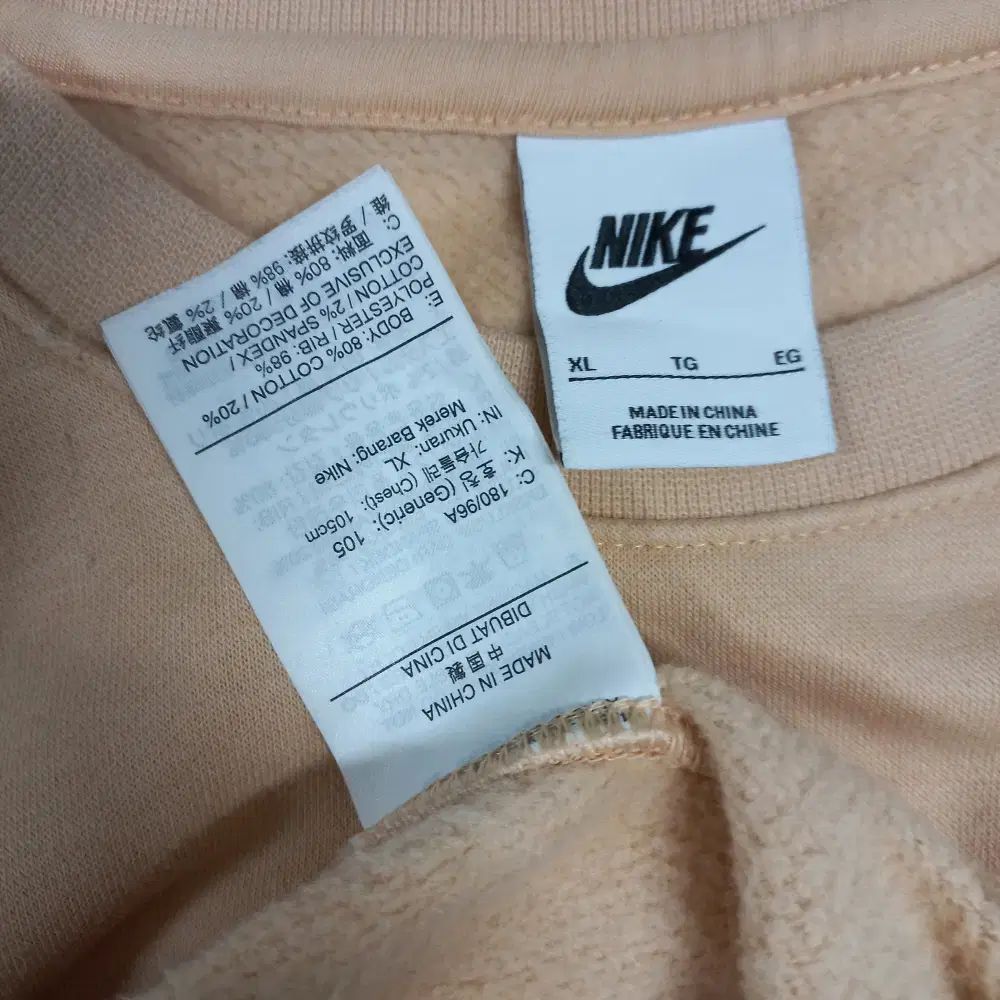 NIKE
XL TG EG
MADE IN CHINA
FABRIQUE EN CHINE
MADE IN CHINA
中國製
DIBUAT DI CINA
C: 180/96A
K: 호칭 (Generic): 105
가슴둘레 (Chest): 105cm
IN: Ukuran: XL
Merek Barang: Nike
BODY: 80% COTTON / 20%
E: POLYESTER / RIB: 98%
COTTON / 2% SPANDEX /
EXCLUSIVE OF DECORATION
C: 面料: 80% 棉 / 20% 聚酯纤
维 / 罗纹拼接: 98% 棉 / 2% 氨纶